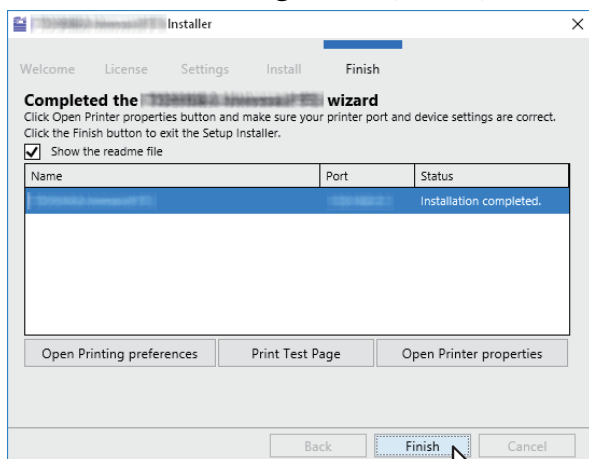 Installer
Welcome License Settings Install Finish
Completed the wizard
Click Open Printer properties button and make sure your printer port and device settings are correct.
Click the Finish button to exit the Setup Installer.
Show the readme file
Name Port Status
Installation completed.
Open Printing preferences Print Test Page Open Printer properties
Back Finish Cancel